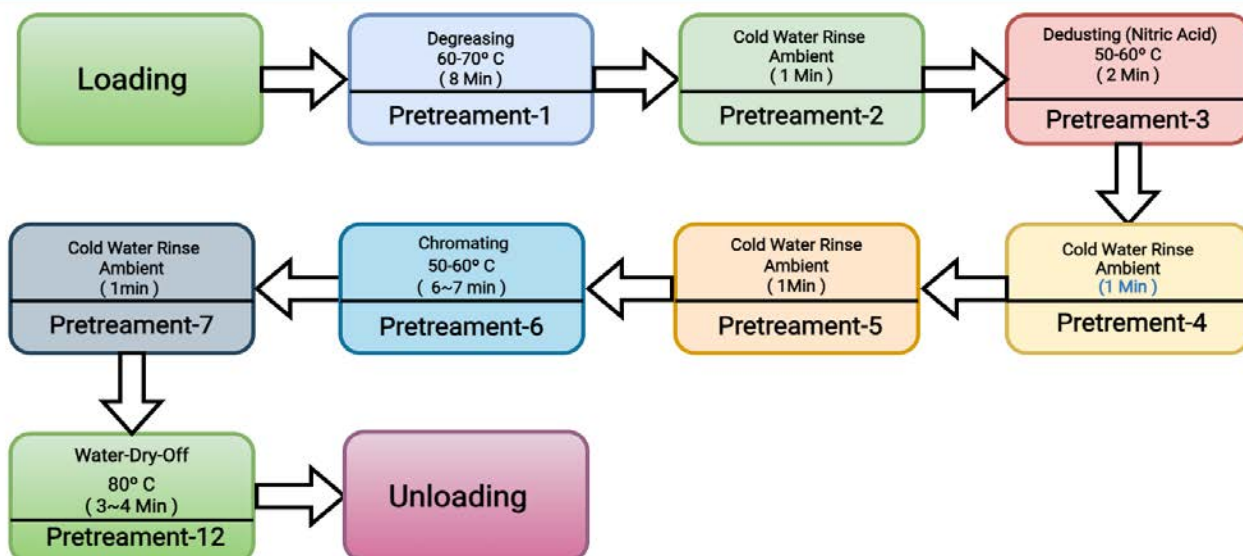 Loading
Degreasing
60-70º C
( 8 Min )
Pretreament-1
Cold Water Rinse
Ambient
( 1 Min )
Pretreament-2
Dedusting (Nitric Acid)
50-60º C
( 2 Min )
Pretreament-3
Cold Water Rinse
Ambient
(1 Min )
Pretrement-4
Cold Water Rinse
Ambient
( 1Min )
Pretreament-5
Chromating
50-60º C
( 6~7 min )
Pretreament-6
Cold Water Rinse
Ambient
( 1min )
Pretreament-7
Water-Dry-Off
80º C
( 3~4 Min )
Pretreament-12
Unloading